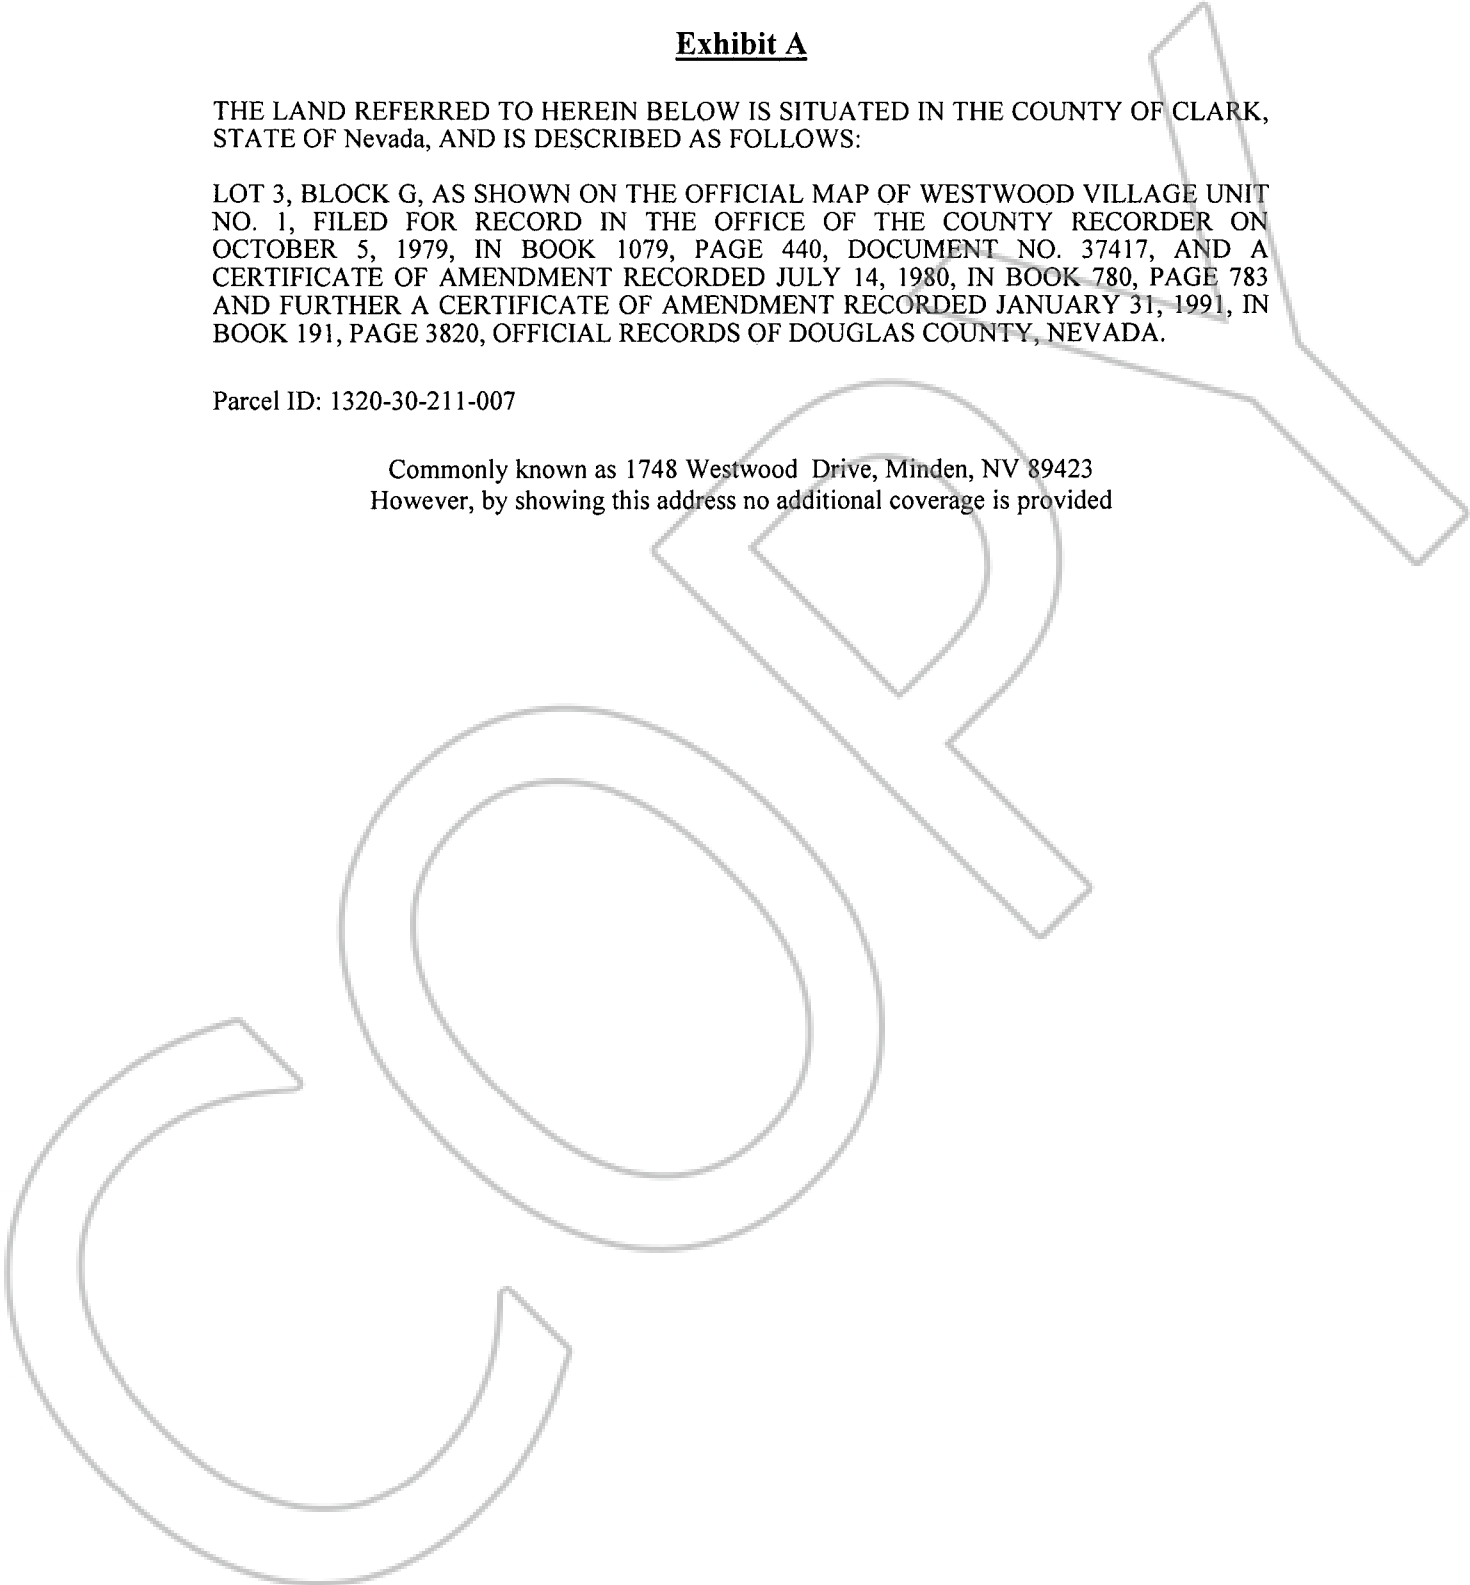 Exhibit A
THE LAND REFERRED TO HEREIN BELOW IS SITUATED IN THE COUNTY OF CLARK,
STATE OF Nevada, AND IS DESCRIBED AS FOLLOWS:
LOT 3, BLOCK G, AS SHOWN ON THE OFFICIAL MAP OF WESTWOOD VILLAGE UNIT
NO. 1, FILED FOR RECORD IN THE OFFICE OF THE COUNTY RECORDER ON
OCTOBER 5, 1979, IN BOOK 1079, PAGE 440, DOCUMENT NO. 37417, AND A
CERTIFICATE OF AMENDMENT RECORDED JULY 14, 1980, IN BOOK 780, PAGE 783
AND FURTHER A CERTIFICATE OF AMENDMENT RECORDED JANUARY 31, 1991, IN
BOOK 191, PAGE 3820, OFFICIAL RECORDS OF DOUGLAS COUNTY, NEVADA.
Parcel ID: 1320-30-211-007
Commonly known as 1748 Westwood Drive, Minden, NV 89423
However, by showing this address no additional coverage is provided
COPY